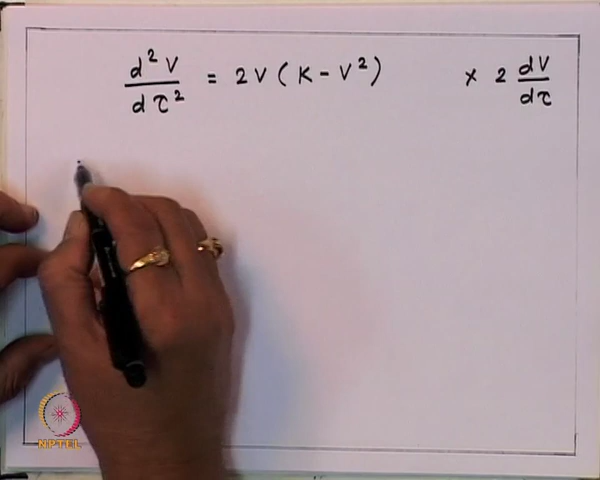 d²V/dτ² = 2V(K - V²)   × 2 dV/dτ
NPTEL